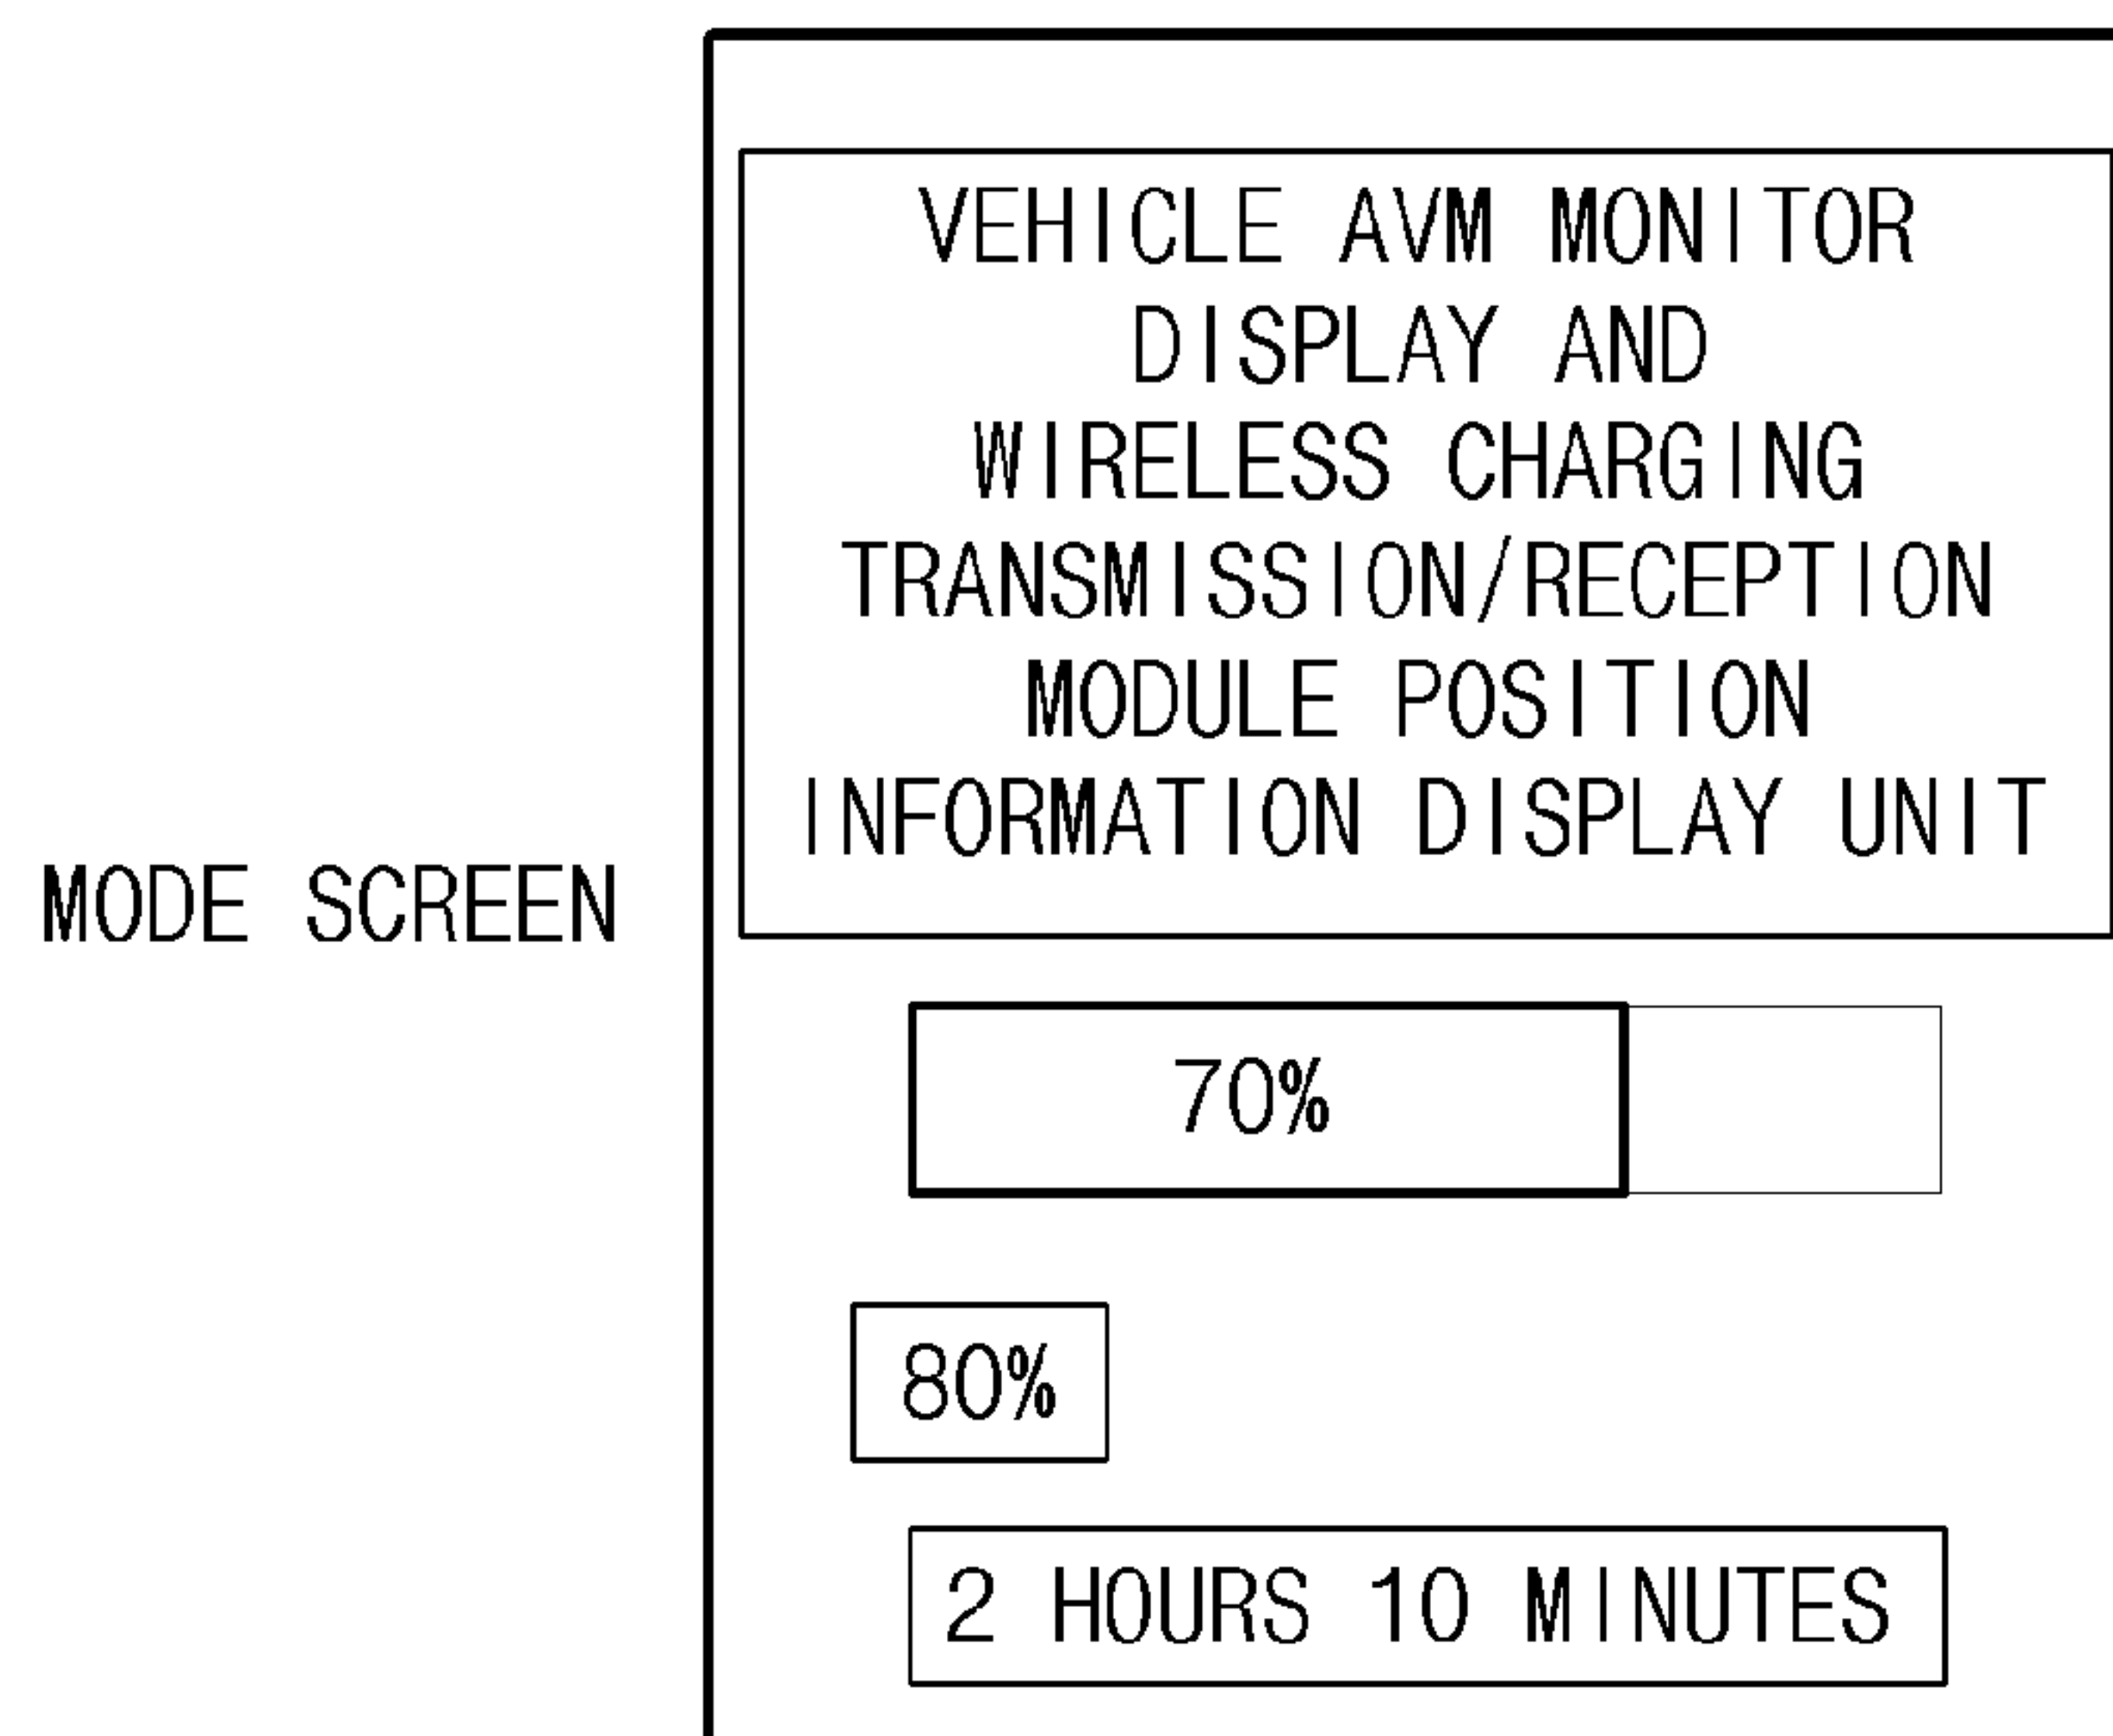 VEHICLE AVM MONITOR
DISPLAY AND
WIRELESS CHARGING
TRANSMISSION/RECEPTION
MODULE POSITION
INFORMATION DISPLAY UNIT
MODE SCREEN
70%
80%
2 HOURS 10 MINUTES